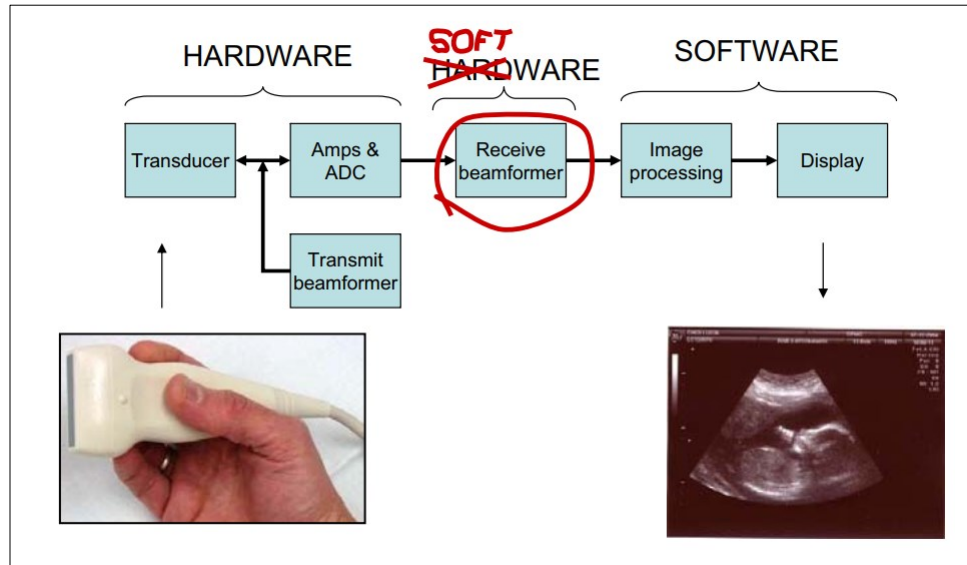 HARDWARE
SOFT
HARDWARE
SOFTWARE
Transducer
Amps &
ADC
Receive
beamformer
Image
processing
Display
Transmit
beamformer